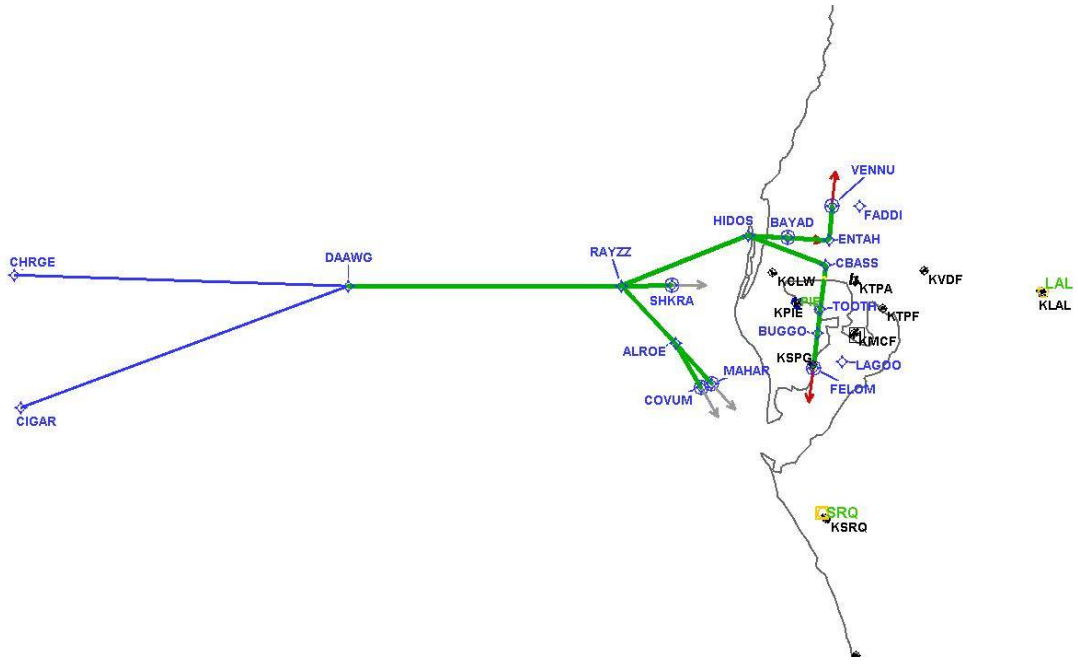 VENNU
FADDI
HIDOS
BAYAD
ENTAH
CHRGE
DAAWG
RAYZZ
CBASS
SHKRA
KCLW
KTPA
KVDF
LAL
KLAL
PIE
KPIE
TOOTH
KTPF
BUGGO
KMCF
ALROE
KSPG
LAGOO
MAHAR
COVUM
FELOM
CIGAR
SRQ
KSRQ